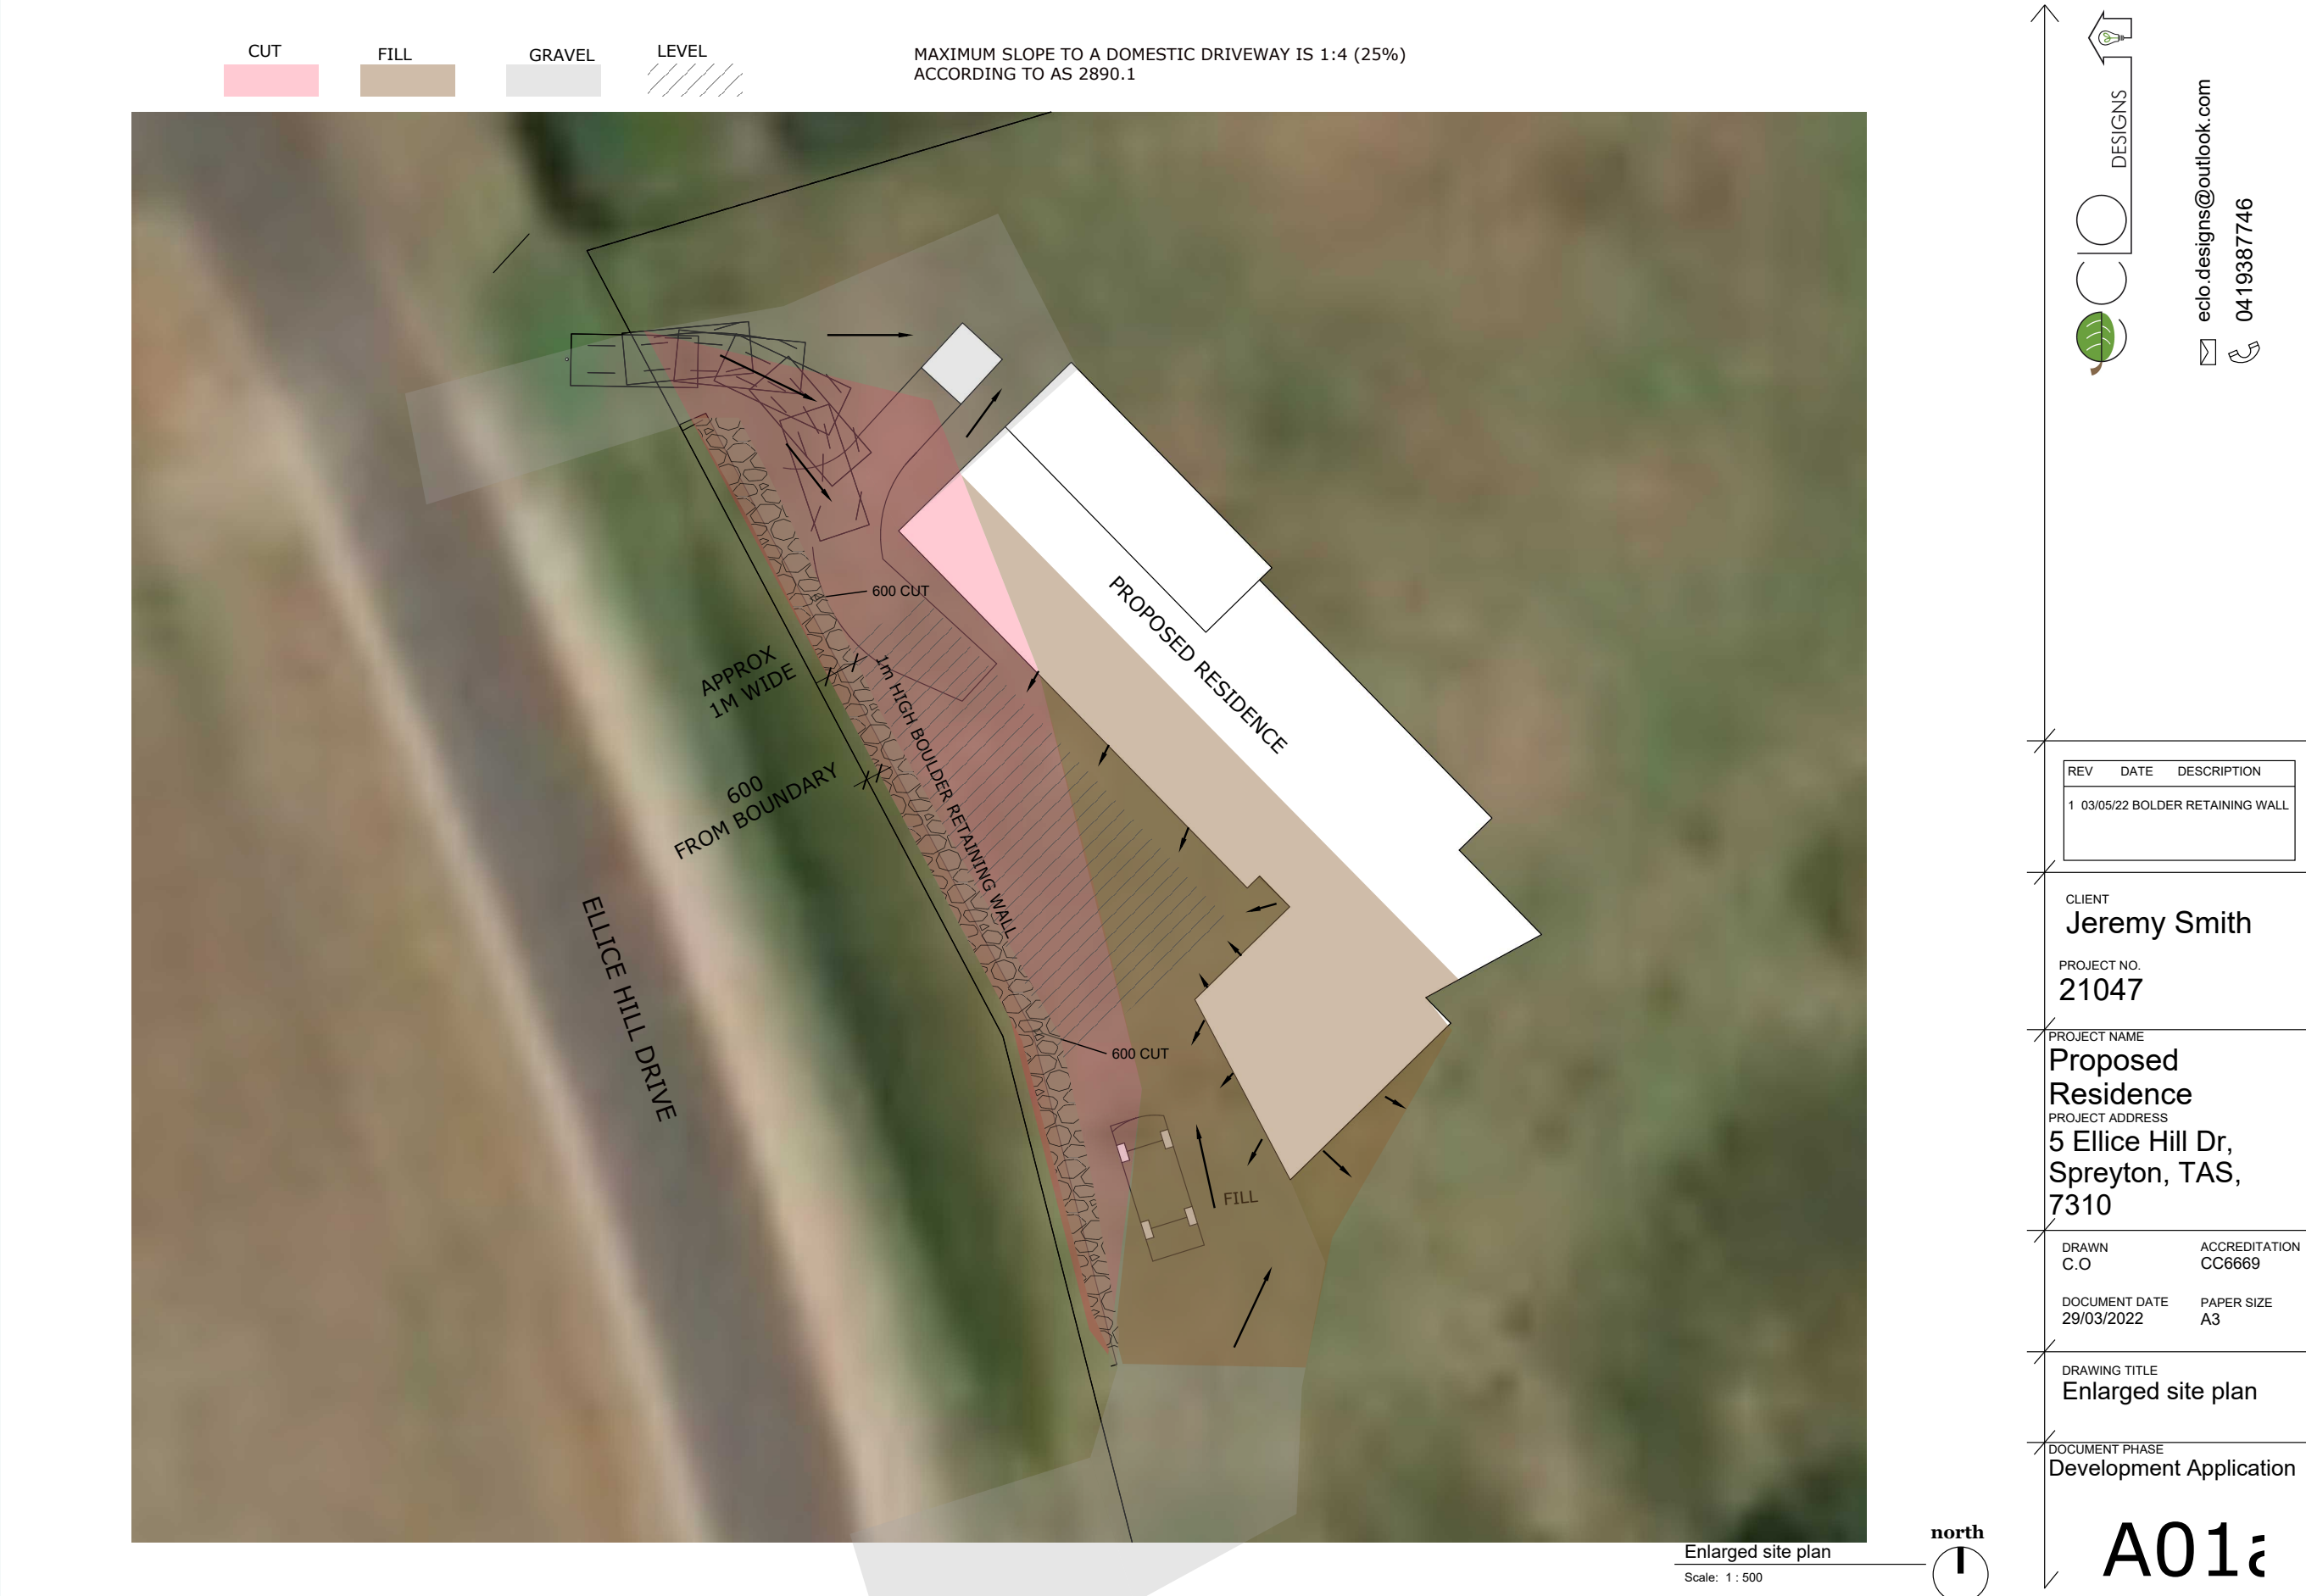 CUT
FILL
GRAVEL
LEVEL
MAXIMUM SLOPE TO A DOMESTIC DRIVEWAY IS 1:4 (25%)
ACCORDING TO AS 2890.1
600 CUT
PROPOSED RESIDENCE
APPROX
1M WIDE
1m HIGH BOULDER RETAINING WALL
600
FROM BOUNDARY
ELLICE HILL DRIVE
600 CUT
FILL
Enlarged site plan
Scale: 1 : 500
north
DESIGNS
eclo.designs@outlook.com
0419387746
REV DATE DESCRIPTION
1 03/05/22 BOLDER RETAINING WALL
CLIENT
Jeremy Smith
PROJECT NO.
21047
PROJECT NAME
Proposed
Residence
PROJECT ADDRESS
5 Ellice Hill Dr,
Spreyton, TAS,
7310
DRAWN
C.O
ACCREDITATION
CC6669
DOCUMENT DATE
29/03/2022
PAPER SIZE
A3
DRAWING TITLE
Enlarged site plan
DOCUMENT PHASE
Development Application
A01a